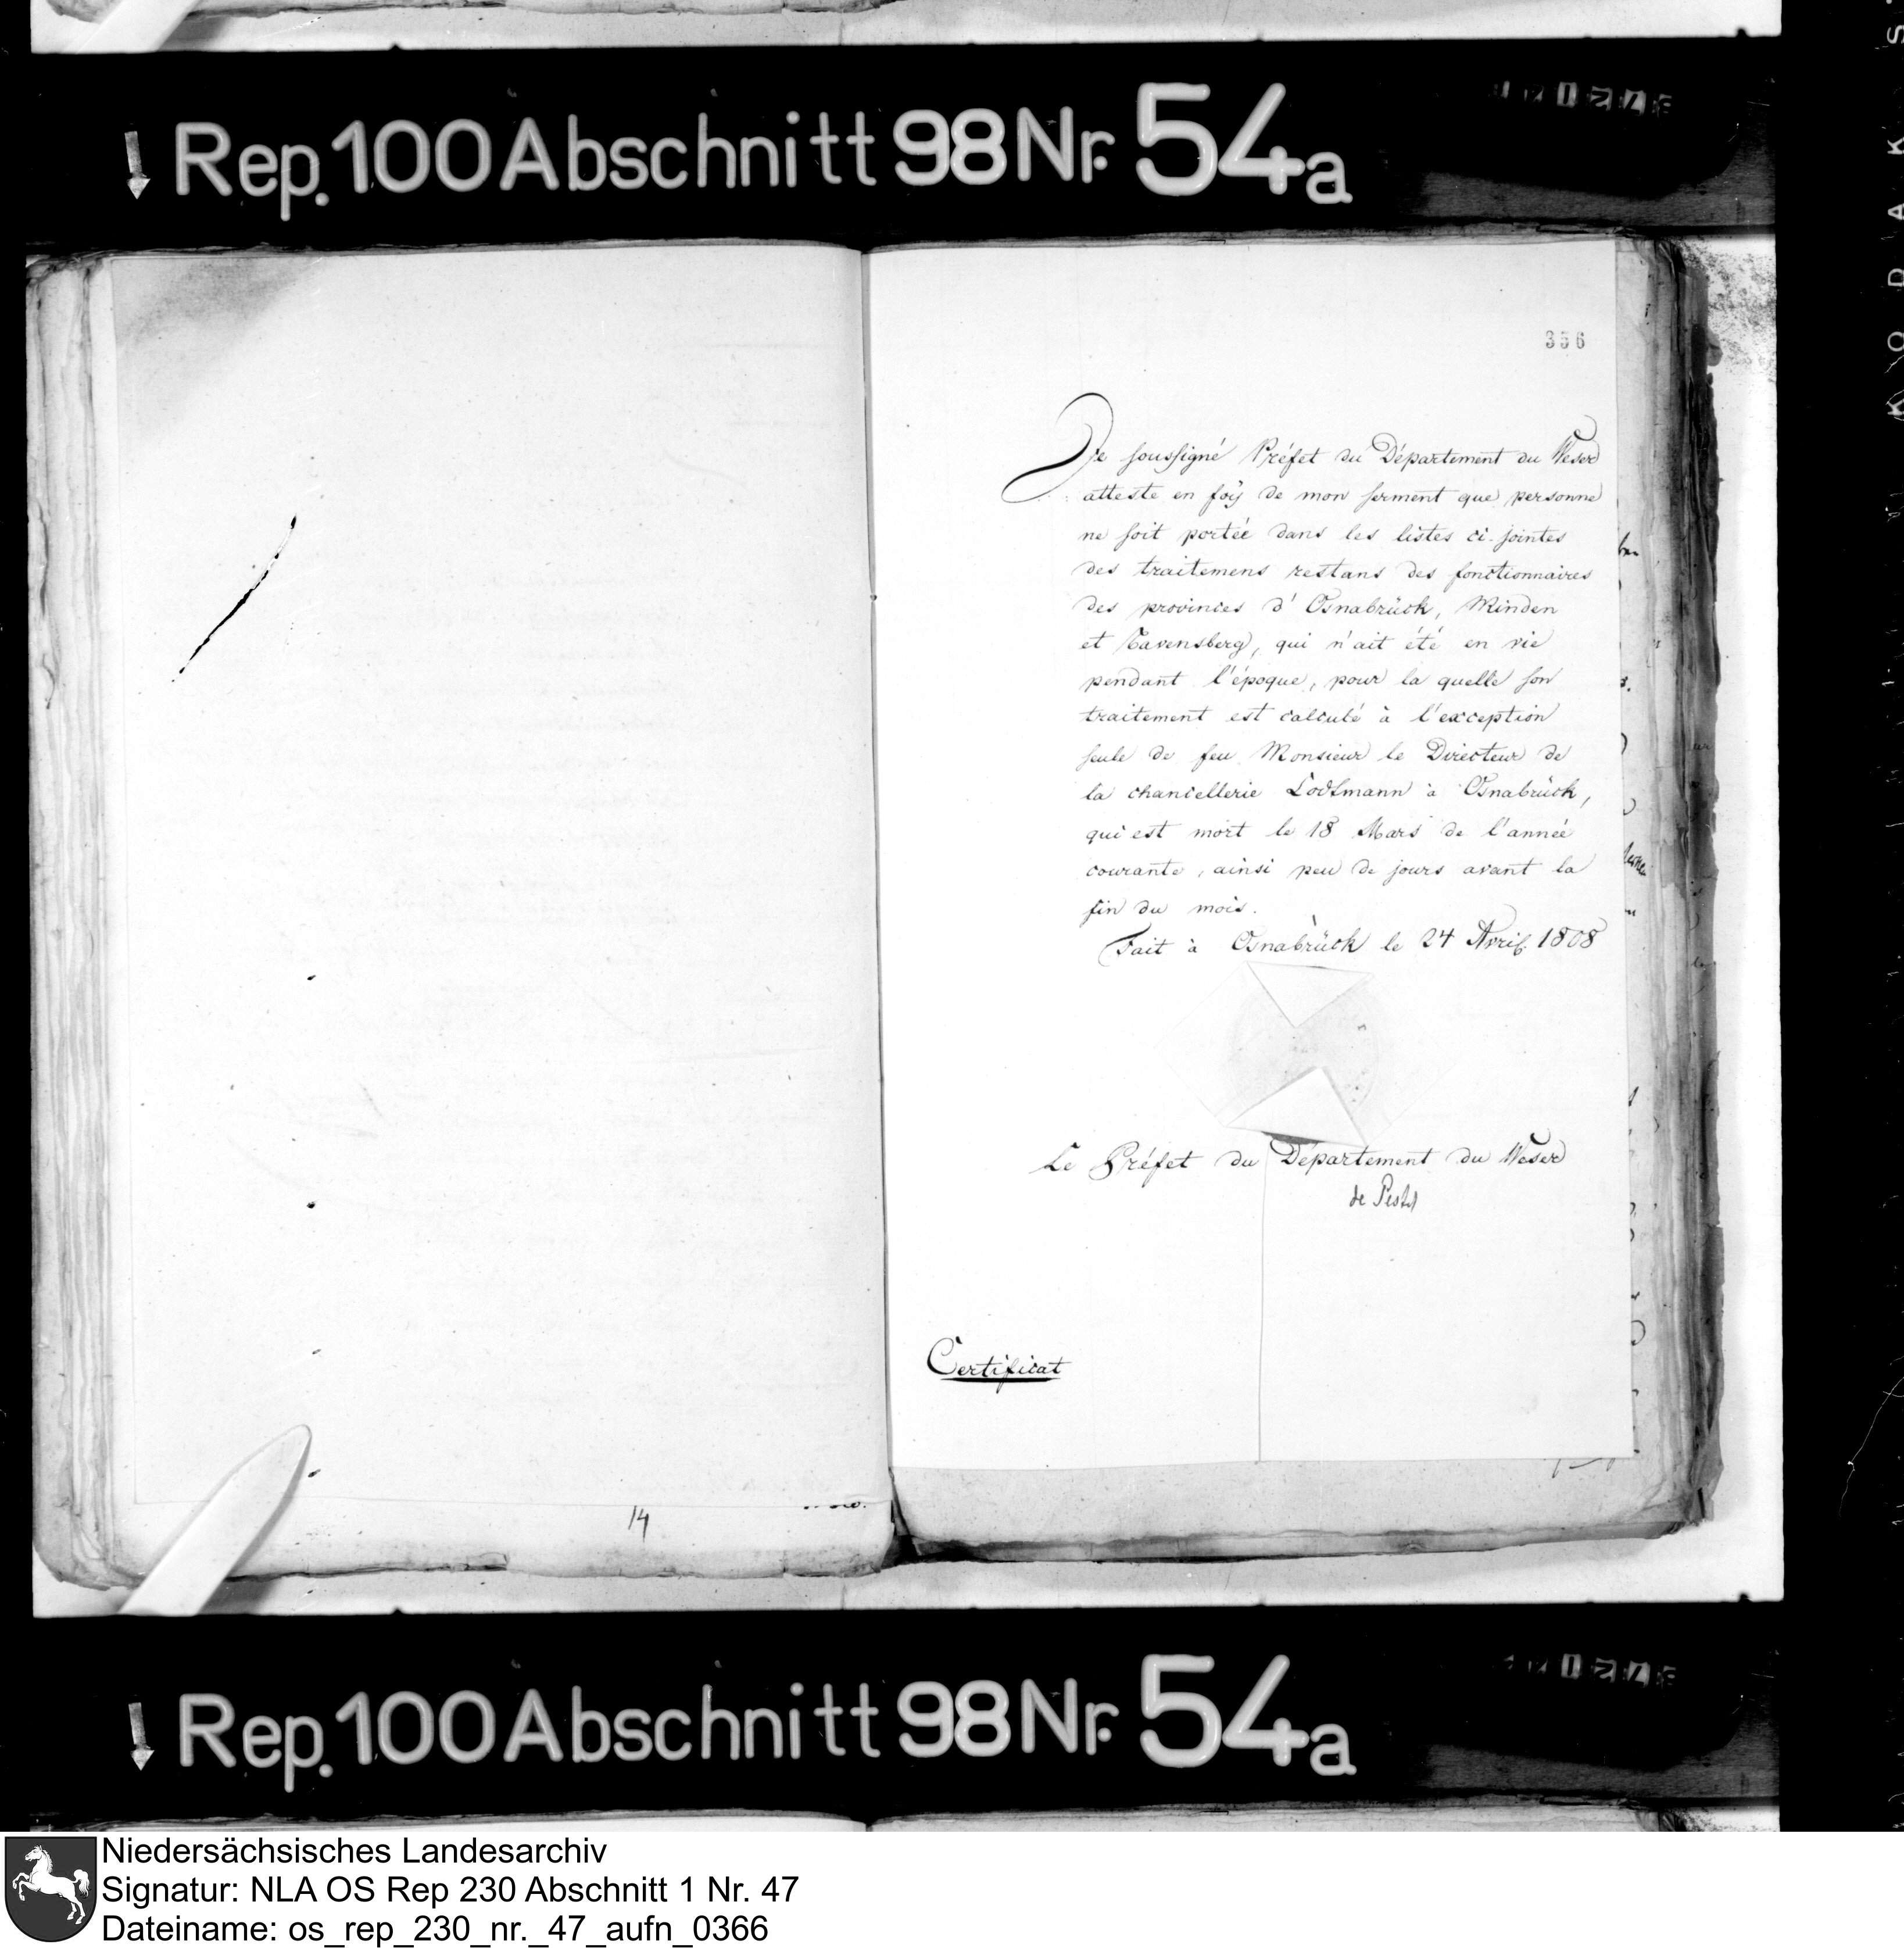 Rep. 100 Abschnitt 98 Nr. 54a
356
Je soussigné Préfet du Département du Weser
atteste en foÿ de mon serment que personne
ne soit portée dans les listes ci-jointes
des traitemens restans des fonctionnaires
des provinces d'Osnabrück, Minden
et Ravensberg, qui n'ait été en vie
pendant l'époque, pour la quelle son
traitement est calculé à l'exception
seule de feu Monsieur le Directeur de
la chancellerie Lodtmann à Osnabrück,
qui est mort le 18 Mars de l'année
courante, ainsi peu de jours avant la
fin du mois.
Fait à Osnabrück le 24 Avril 1808
Le Préfet du Département du Weser
de Pestel
Certificat
14
Rep. 100 Abschnitt 98 Nr. 54a
KODAK S
Niedersächsisches Landesarchiv
Signatur: NLA OS Rep 230 Abschnitt 1 Nr. 47
Dateiname: os_rep_230_nr._47_aufn_0366